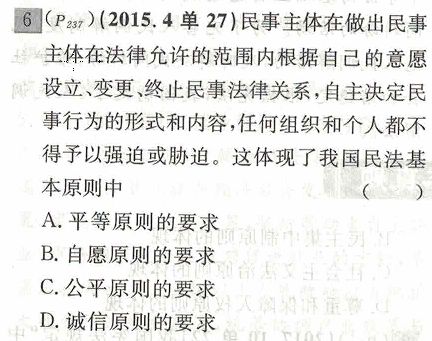 6 (P237)(2015.4 单 27)民事主体在做出民事
主体在法律允许的范围内根据自己的意愿
设立、变更、终止民事法律关系,自主决定民
事行为的形式和内容,任何组织和个人都不
得予以强迫或胁迫。这体现了我国民法基
本原则中 ( )
A. 平等原则的要求
B. 自愿原则的要求
C. 公平原则的要求
D. 诚信原则的要求